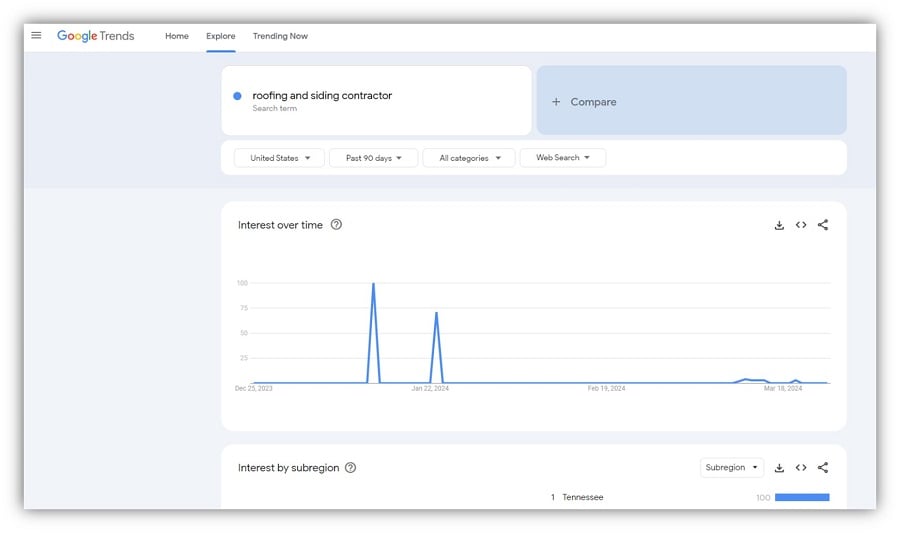 Google Trends Home Explore Trending Now
roofing and siding contractor
Search term
+ Compare
United States Past 90 days All categories Web Search
Interest over time
100
75
50
25
Dec 25, 2023 Jan 22, 2024 Feb 19, 2024 Mar 18, 2024
Interest by subregion Subregion
1 Tennessee 100